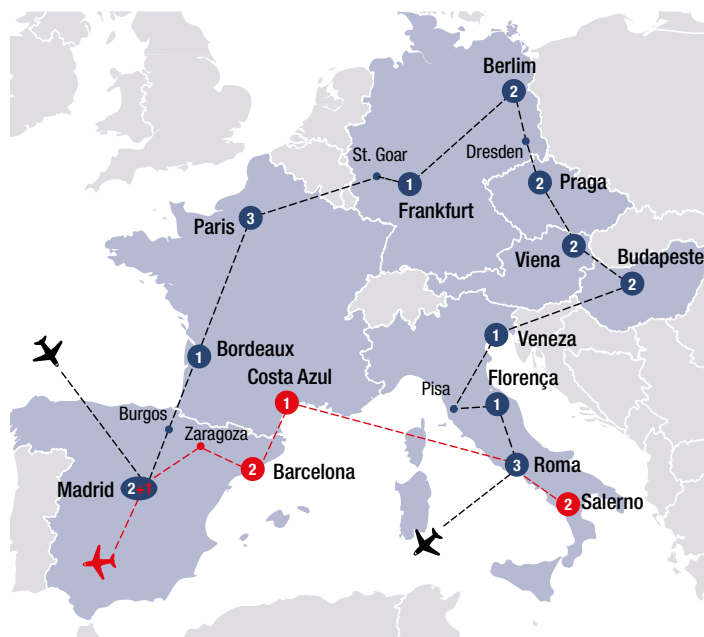 Berlim
2
Dresden
St. Goar
1
Frankfurt
2
Praga
Paris
3
Viena
2
Budapeste
2
1
Veneza
1
Bordeaux
Costa Azul
1
Pisa
Florença
1
Burgos
Zaragoza
Madrid
2+1
2
Barcelona
3
Roma
2
Salerno